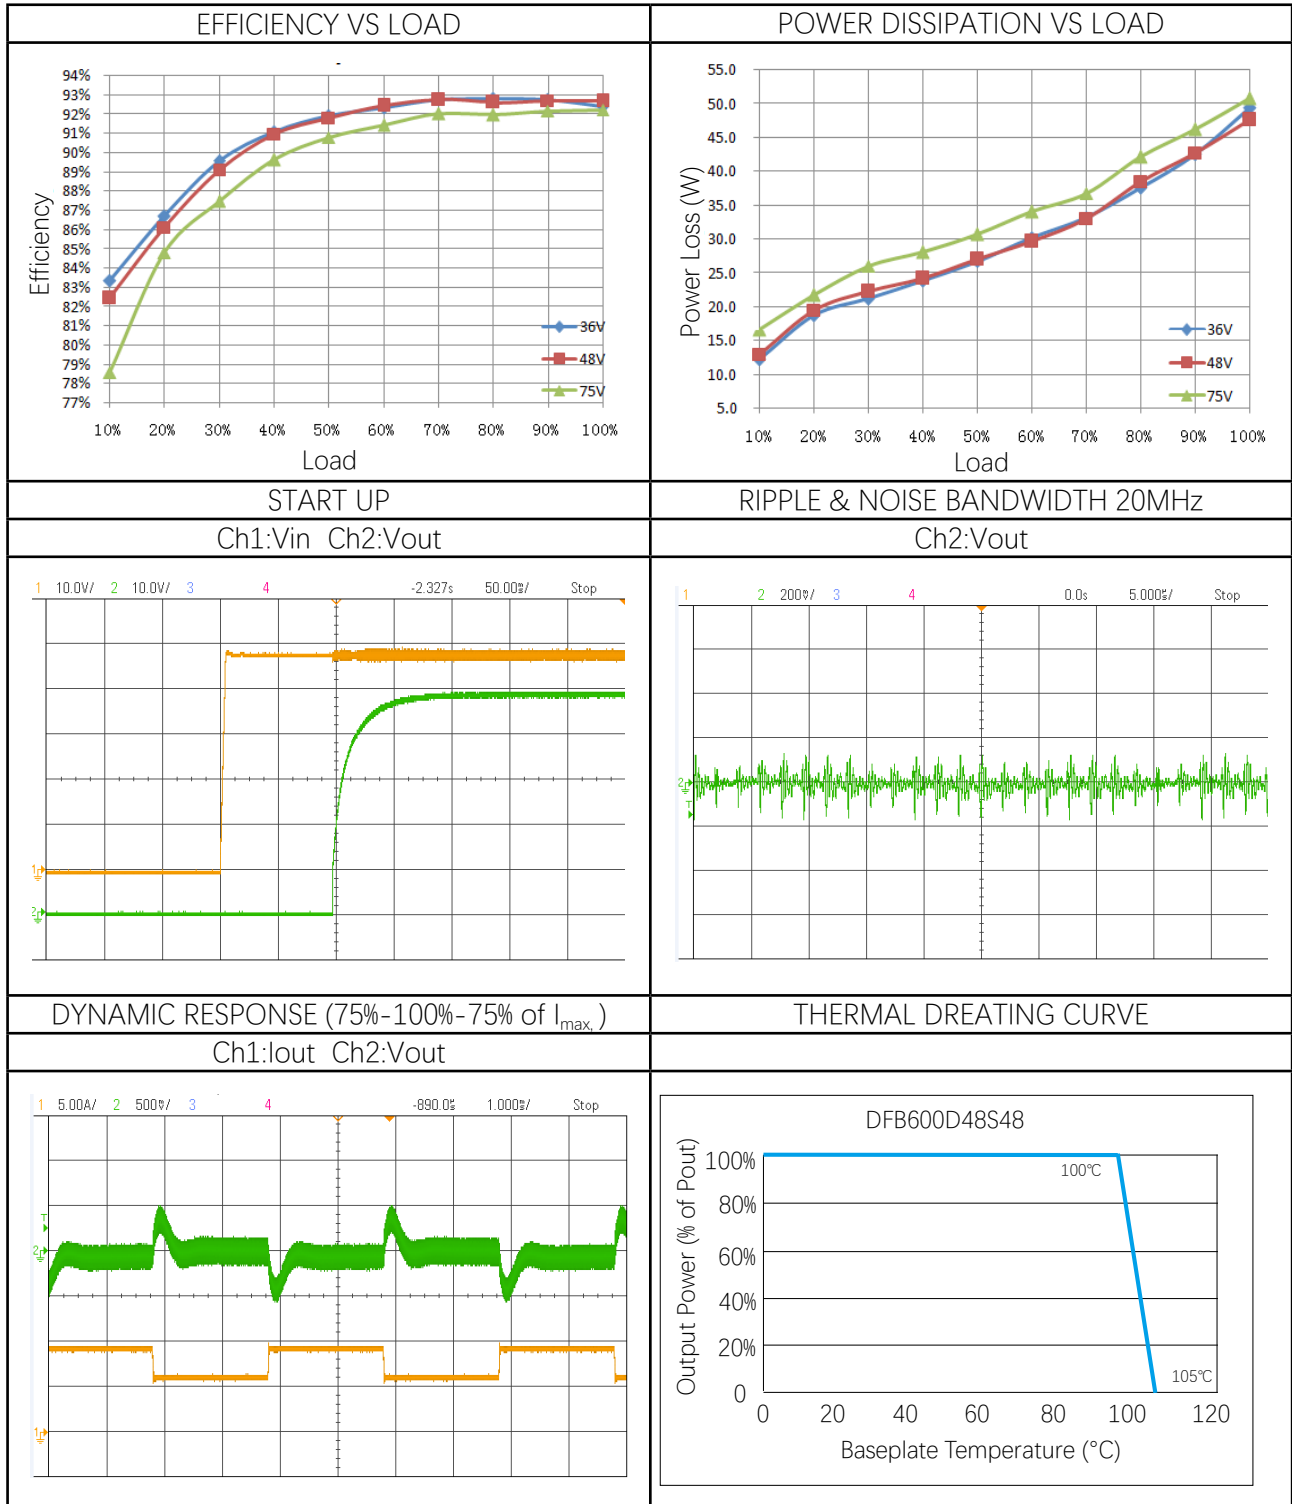 EFFICIENCY VS LOAD
POWER DISSIPATION VS LOAD
-
94%
93%
92%
91%
90%
89%
88%
87%
86%
85%
84%
83%
82%
81%
80%
79%
78%
77%
Efficiency
36V
48V
75V
10% 20% 30% 40% 50% 60% 70% 80% 90% 100%
Load
55.0
50.0
45.0
40.0
35.0
30.0
25.0
20.0
15.0
10.0
5.0
Power Loss (W)
36V
48V
75V
10% 20% 30% 40% 50% 60% 70% 80% 90% 100%
Load
START UP
RIPPLE & NOISE BANDWIDTH 20MHz
Ch1:Vin Ch2:Vout
Ch2:Vout
1 10.0V/ 2 10.0V/ 3 4 -2.327s 50.00ms/ Stop
1
2
1 2 200mV/ 3 4 0.0s 5.000ms/ Stop
2
T
DYNAMIC RESPONSE (75%-100%-75% of Imax, )
THERMAL DREATING CURVE
Ch1:Iout Ch2:Vout
1 5.00A/ 2 500mV/ 3 4 -890.0us 1.000ms/ Stop
T
2
1
DFB600D48S48
Output Power (% of Pout)
100%
80%
60%
40%
20%
0
100℃
105℃
0 20 40 60 80 100 120
Baseplate Temperature (°C)